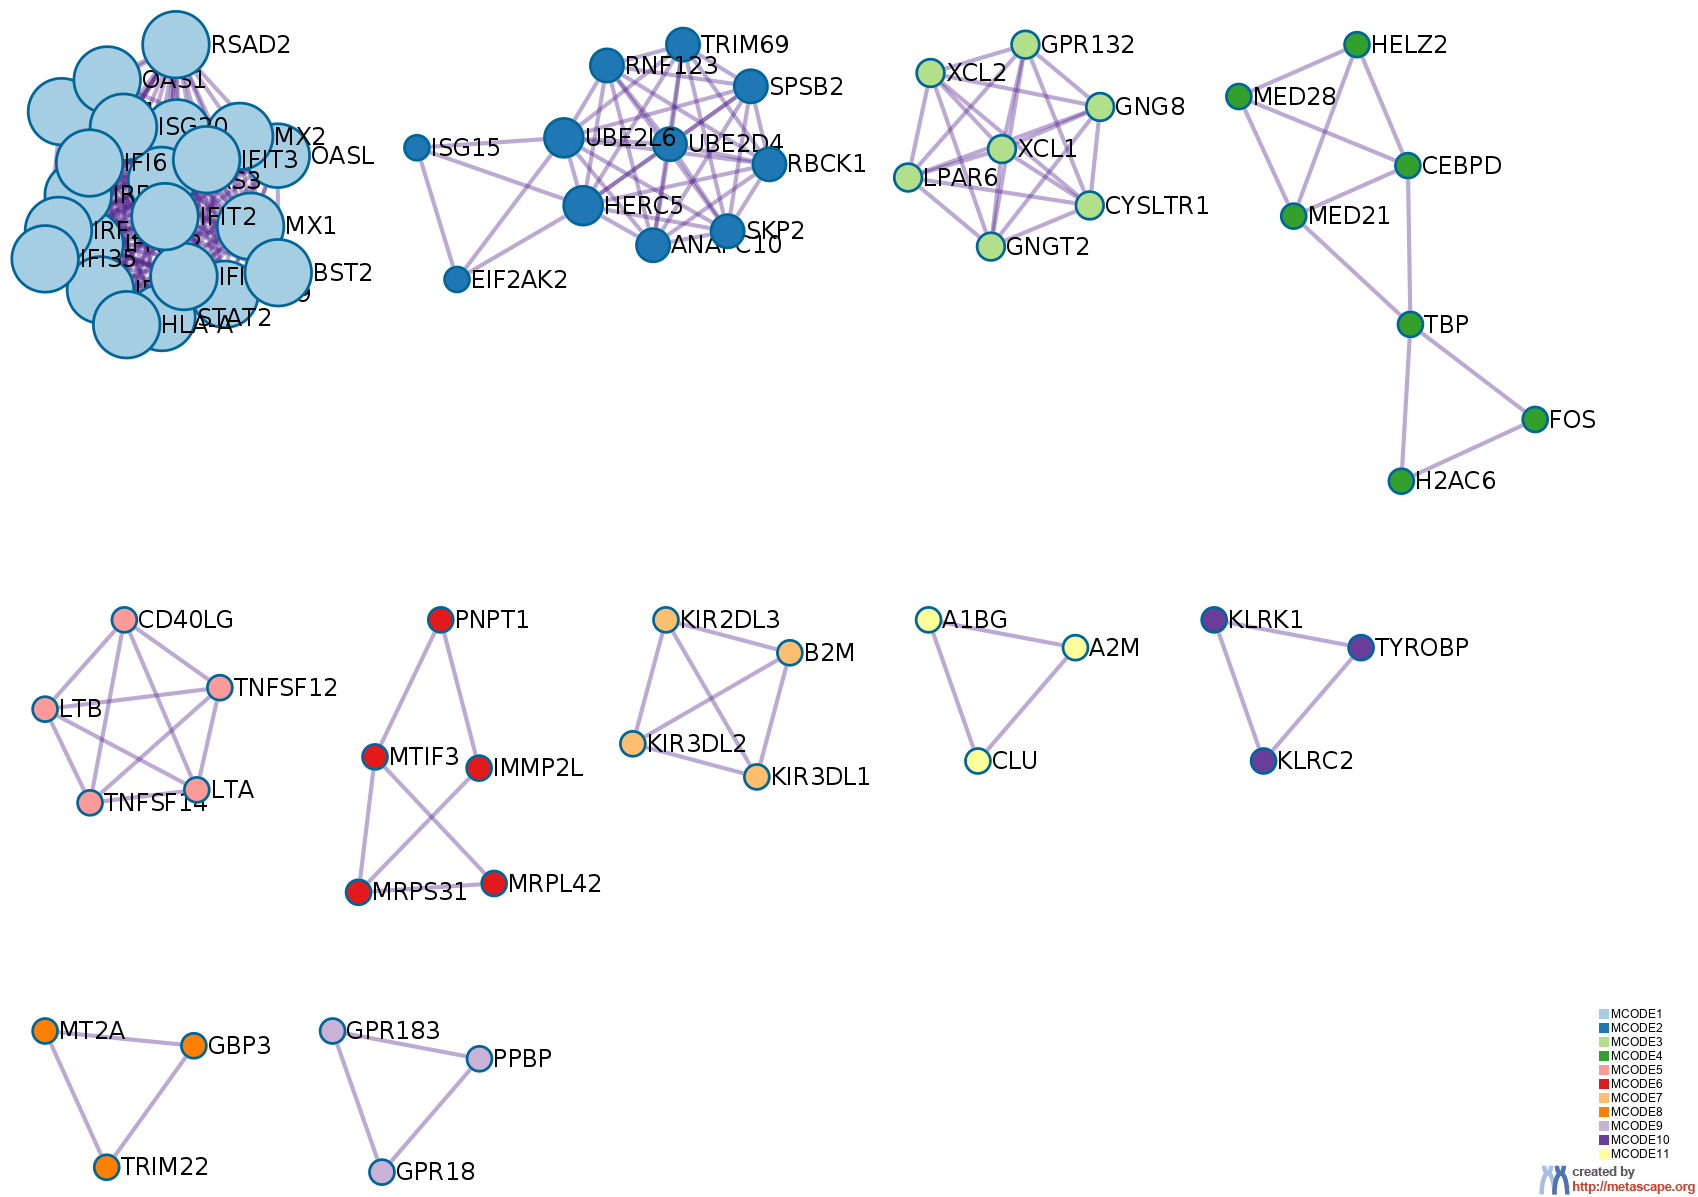 RSAD2
OAS1
ISG20
MX2
IFIT3
OASL
IFI6
IFIT2
MX1
IFI35
BST2
STAT2
HLA-A
TRIM69
RNF123
SPSB2
UBE2L6
UBE2D4
ISG15
RBCK1
HERC5
SKP2
ANAPC10
EIF2AK2
GPR132
XCL2
GNG8
XCL1
LPAR6
CYSLTR1
GNGT2
HELZ2
MED28
CEBPD
MED21
TBP
FOS
H2AC6
CD40LG
TNFSF12
LTB
LTA
TNFSF14
PNPT1
MTIF3
IMMP2L
MRPS31
MRPL42
KIR2DL3
B2M
KIR3DL2
KIR3DL1
A1BG
A2M
CLU
KLRK1
TYROBP
KLRC2
MT2A
GBP3
TRIM22
GPR183
PPBP
GPR18
MCODE1
MCODE2
MCODE3
MCODE4
MCODE5
MCODE6
MCODE7
MCODE8
MCODE9
MCODE10
MCODE11
created by
http://metascape.org